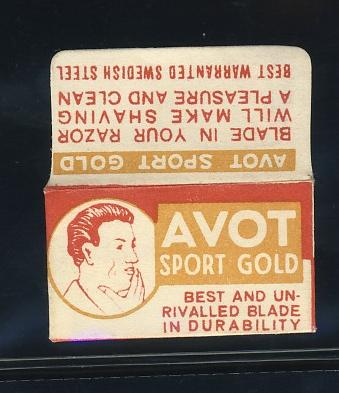 AVOT SPORT GOLD
BLADE IN YOUR RAZOR
WILL MAKE SHAVING
A PLEASURE AND CLEAN
BEST WARRANTED SWEDISH STEEL
AVOT
SPORT GOLD
BEST AND UN-
RIVALLED BLADE
IN DURABILITY